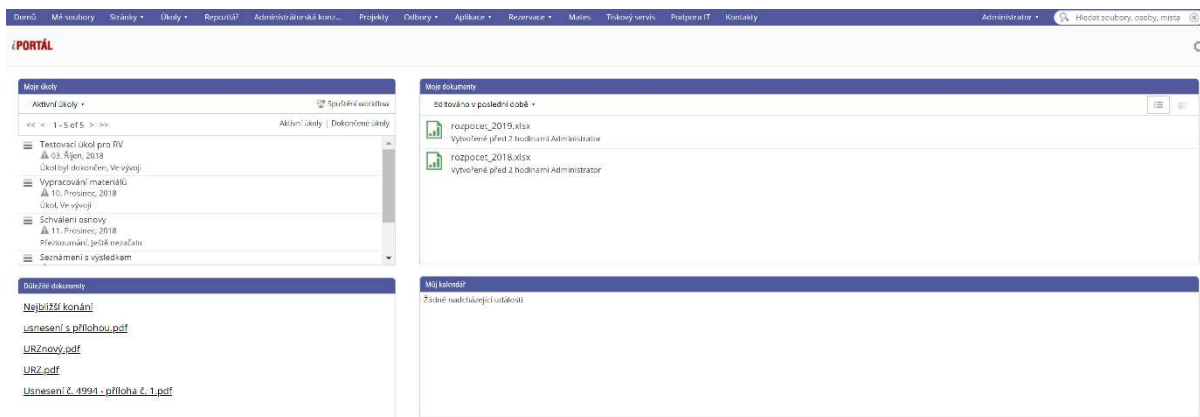 Domů Mé soubory Stránky Úkoly Repozitář Administrátorská konz... Projekty Odbory Aplikace Rezervace Mates Tiskový servis Podpora IT Kontakty Administrator Hledat soubory, osoby, místa
iPORTÁL
Moje úkoly
Aktivní úkoly Spuštění workflow
<< < 1 - 5 of 5 > >> Aktivní úkoly | Dokončené úkoly
Testovací úkol pro RV
03. Říjen, 2018
Úkol byl dokončen, Ve vývoji
Vypracování materiálů
10. Prosinec, 2018
Úkol, Ve vývoji
Schválení osnovy
11. Prosinec, 2018
Přezkoumání, Ještě nezačato
Seznámení s výsledkem
Moje dokumenty
Editováno v poslední době
rozpocet_2019.xlsx
Vytvořené před 2 hodinami Administrator
rozpocet_2018.xlsx
Vytvořené před 2 hodinami Administrator
Důležité dokumenty
Nejbližší konání
usnesení s přílohou.pdf
URZnový.pdf
URZ.pdf
Usnesení č. 4994 - příloha č. 1.pdf
Můj kalendář
Žádné nadcházející události